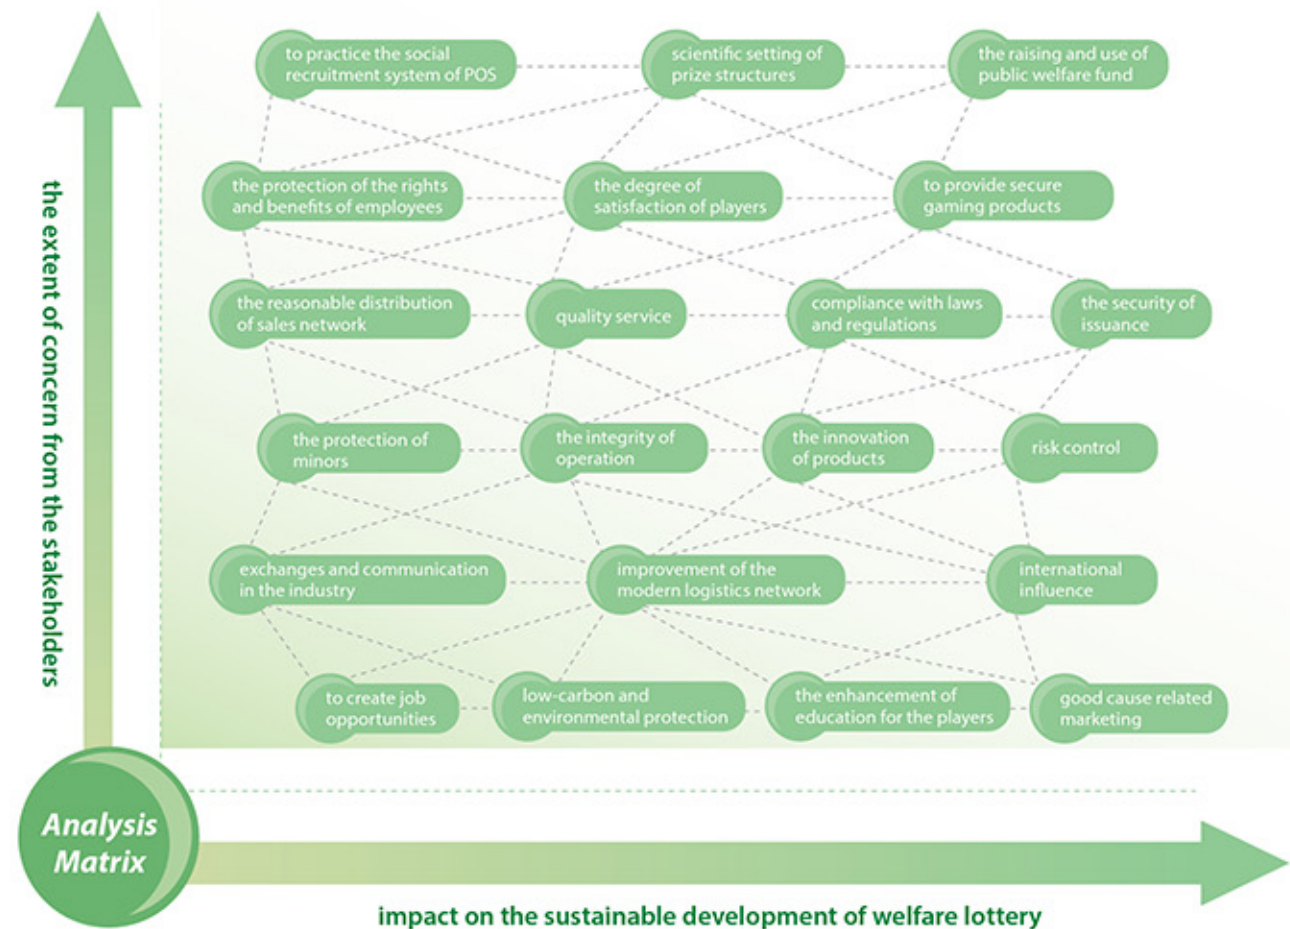 to practice the social
recruitment system of POS
scientific setting of
prize structures
the raising and use of
public welfare fund
the protection of the rights
and benefits of employees
the degree of
satisfaction of players
to provide secure
gaming products
the reasonable distribution
of sales network
quality service
compliance with laws
and regulations
the security of
issuance
the protection of
minors
the integrity of
operation
the innovation
of products
risk control
exchanges and communication
in the industry
improvement of the
modern logistics network
international
influence
to create job
opportunities
low-carbon and
environmental protection
the enhancement of
education for the players
good cause related
marketing
the extent of concern from the stakeholders
Analysis
Matrix
impact on the sustainable development of welfare lottery